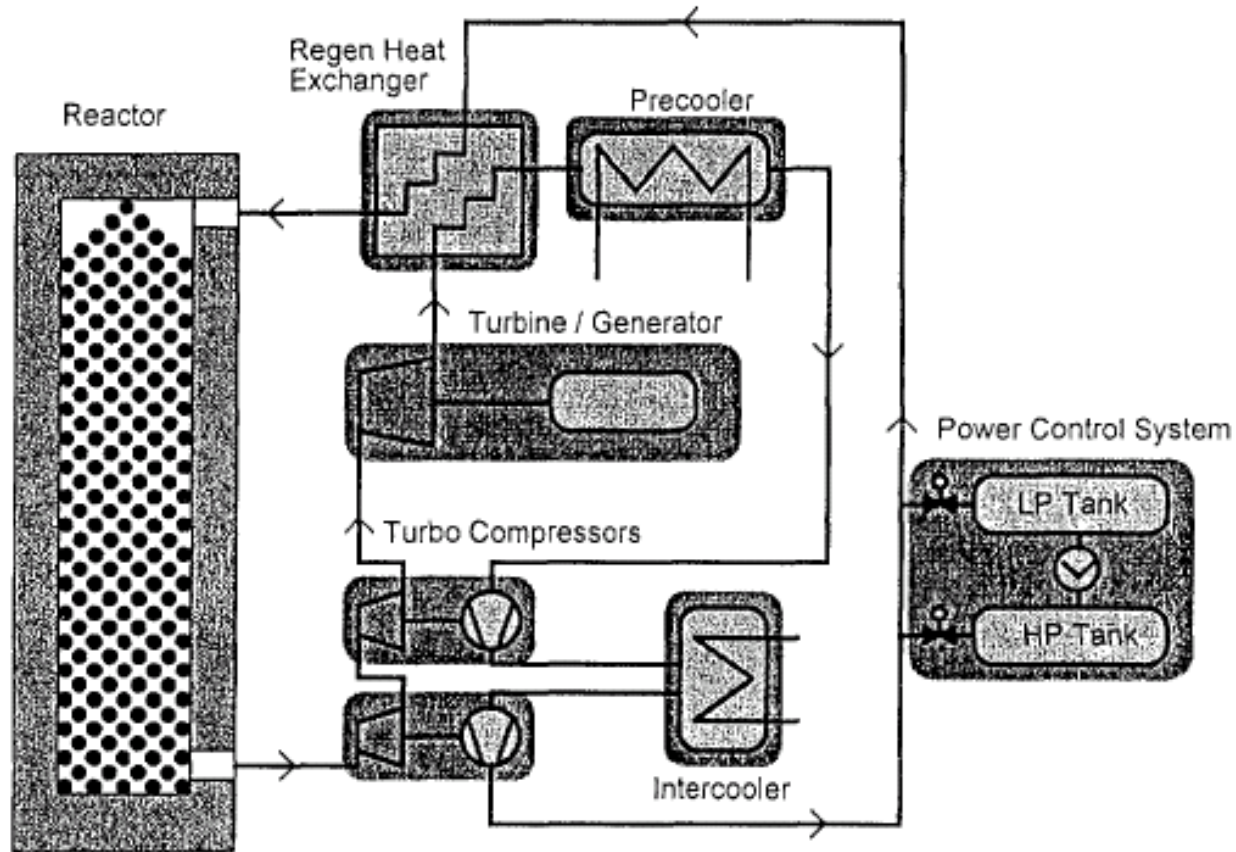 Regen Heat
Exchanger
Precooler
Reactor
Turbine / Generator
Power Control System
LP Tank
Turbo Compressors
HP Tank
Intercooler